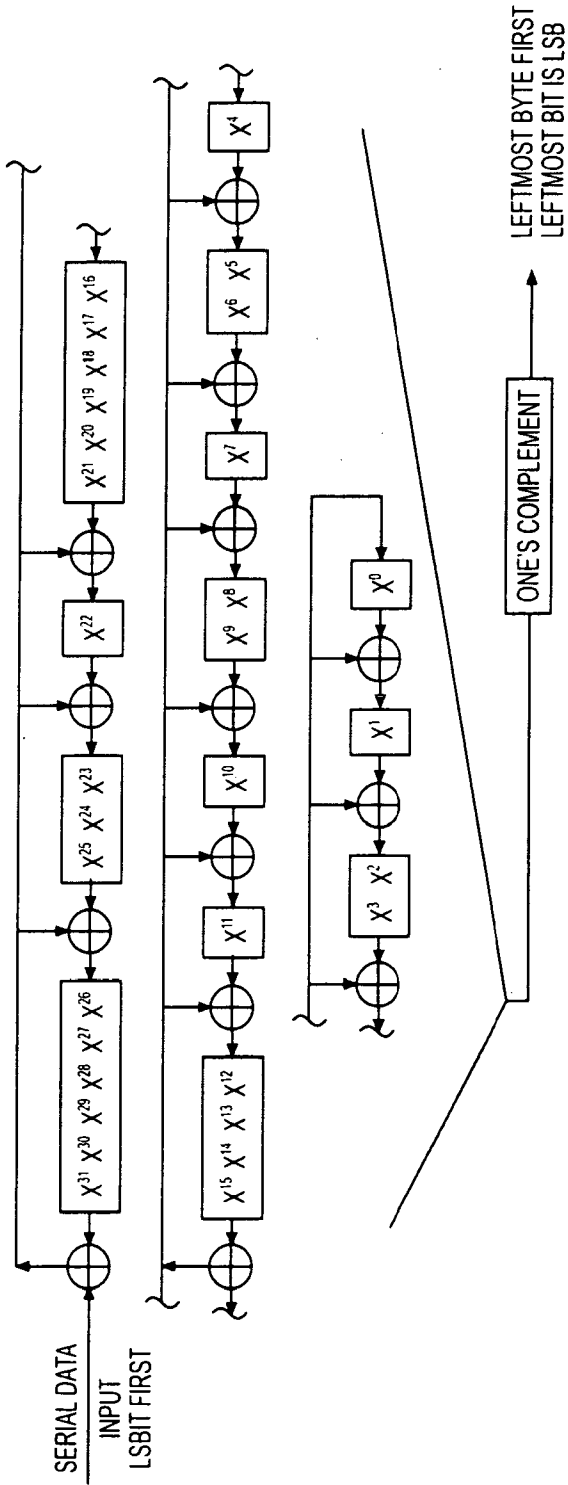 SERIAL DATA
INPUT
LSBIT FIRST
X³¹ X³⁰ X²⁹ X²⁸ X²⁷ X²⁶
X²⁵ X²⁴ X²³
X²²
X²¹ X²⁰ X¹⁹ X¹⁸ X¹⁷ X¹⁶
X¹⁵ X¹⁴ X¹³ X¹²
X¹¹
X¹⁰
X⁹ X⁸
X⁷
X⁶ X⁵
X⁴
X³ X²
X¹
X⁰
ONE'S COMPLEMENT
LEFTMOST BYTE FIRST
LEFTMOST BIT IS LSB